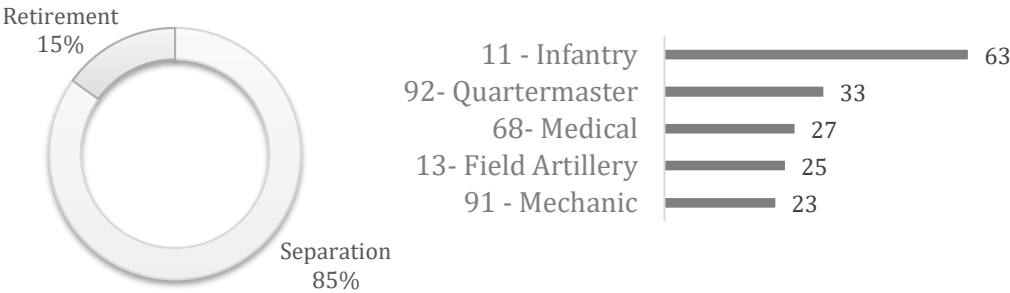 Retirement
15%
Separation
85%
11 - Infantry 63
92- Quartermaster 33
68- Medical 27
13- Field Artillery 25
91 - Mechanic 23